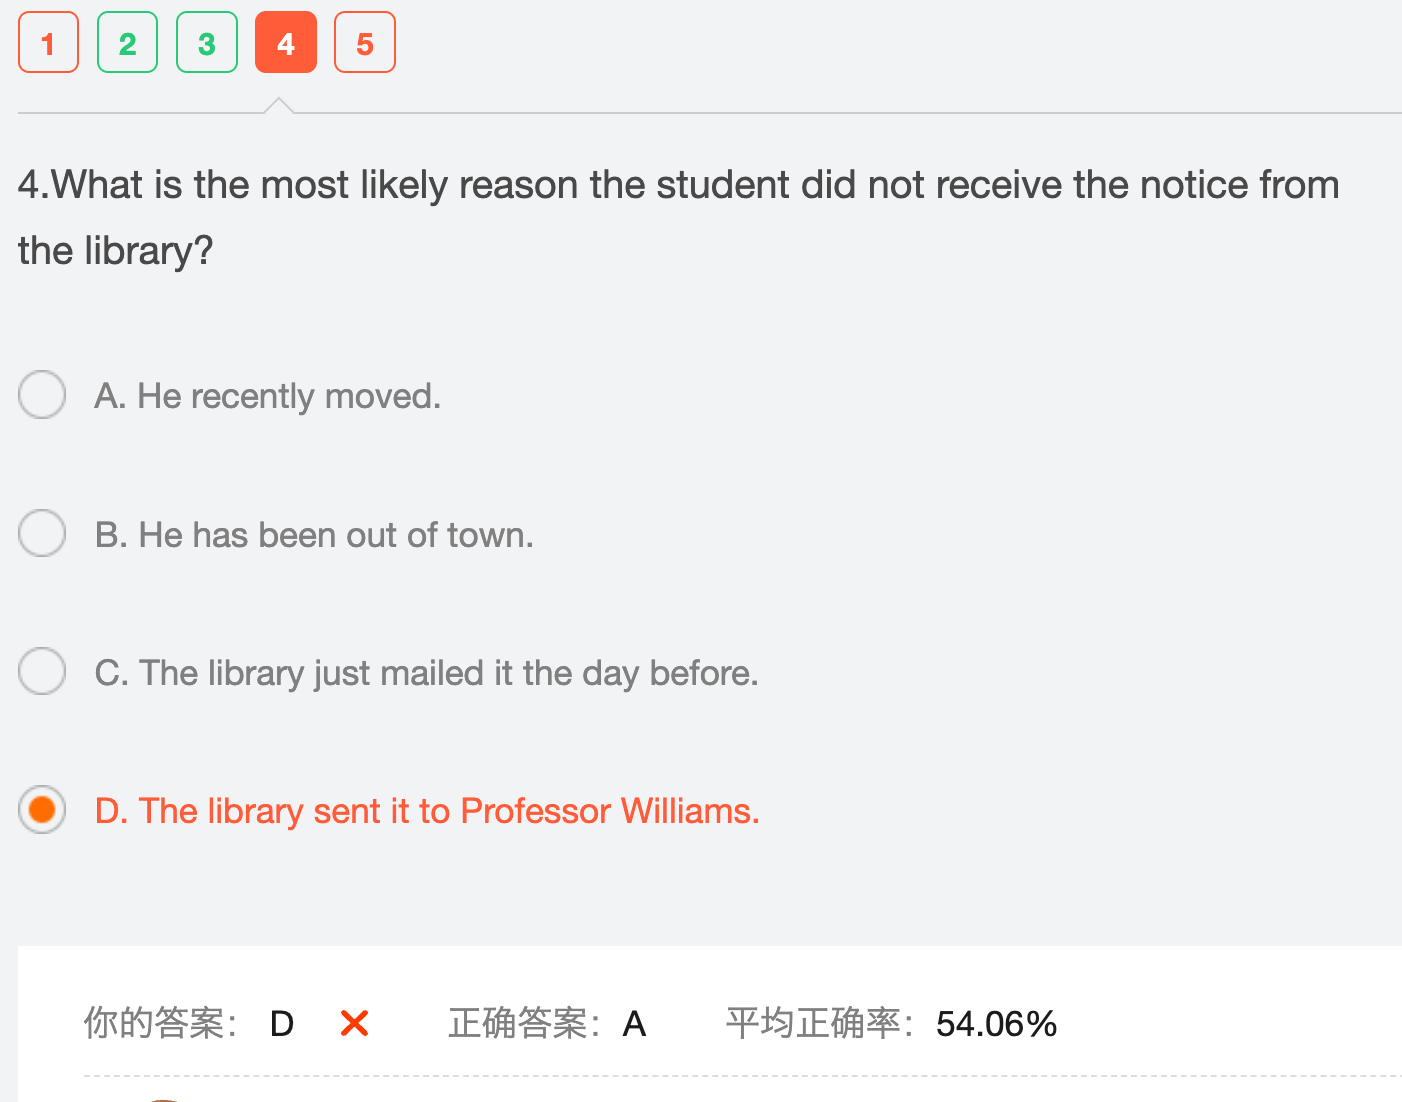 1 2 3 4 5
4.What is the most likely reason the student did not receive the notice from
the library?
A. He recently moved.
B. He has been out of town.
C. The library just mailed it the day before.
D. The library sent it to Professor Williams.
你的答案： D 正确答案： A 平均正确率： 54.06%